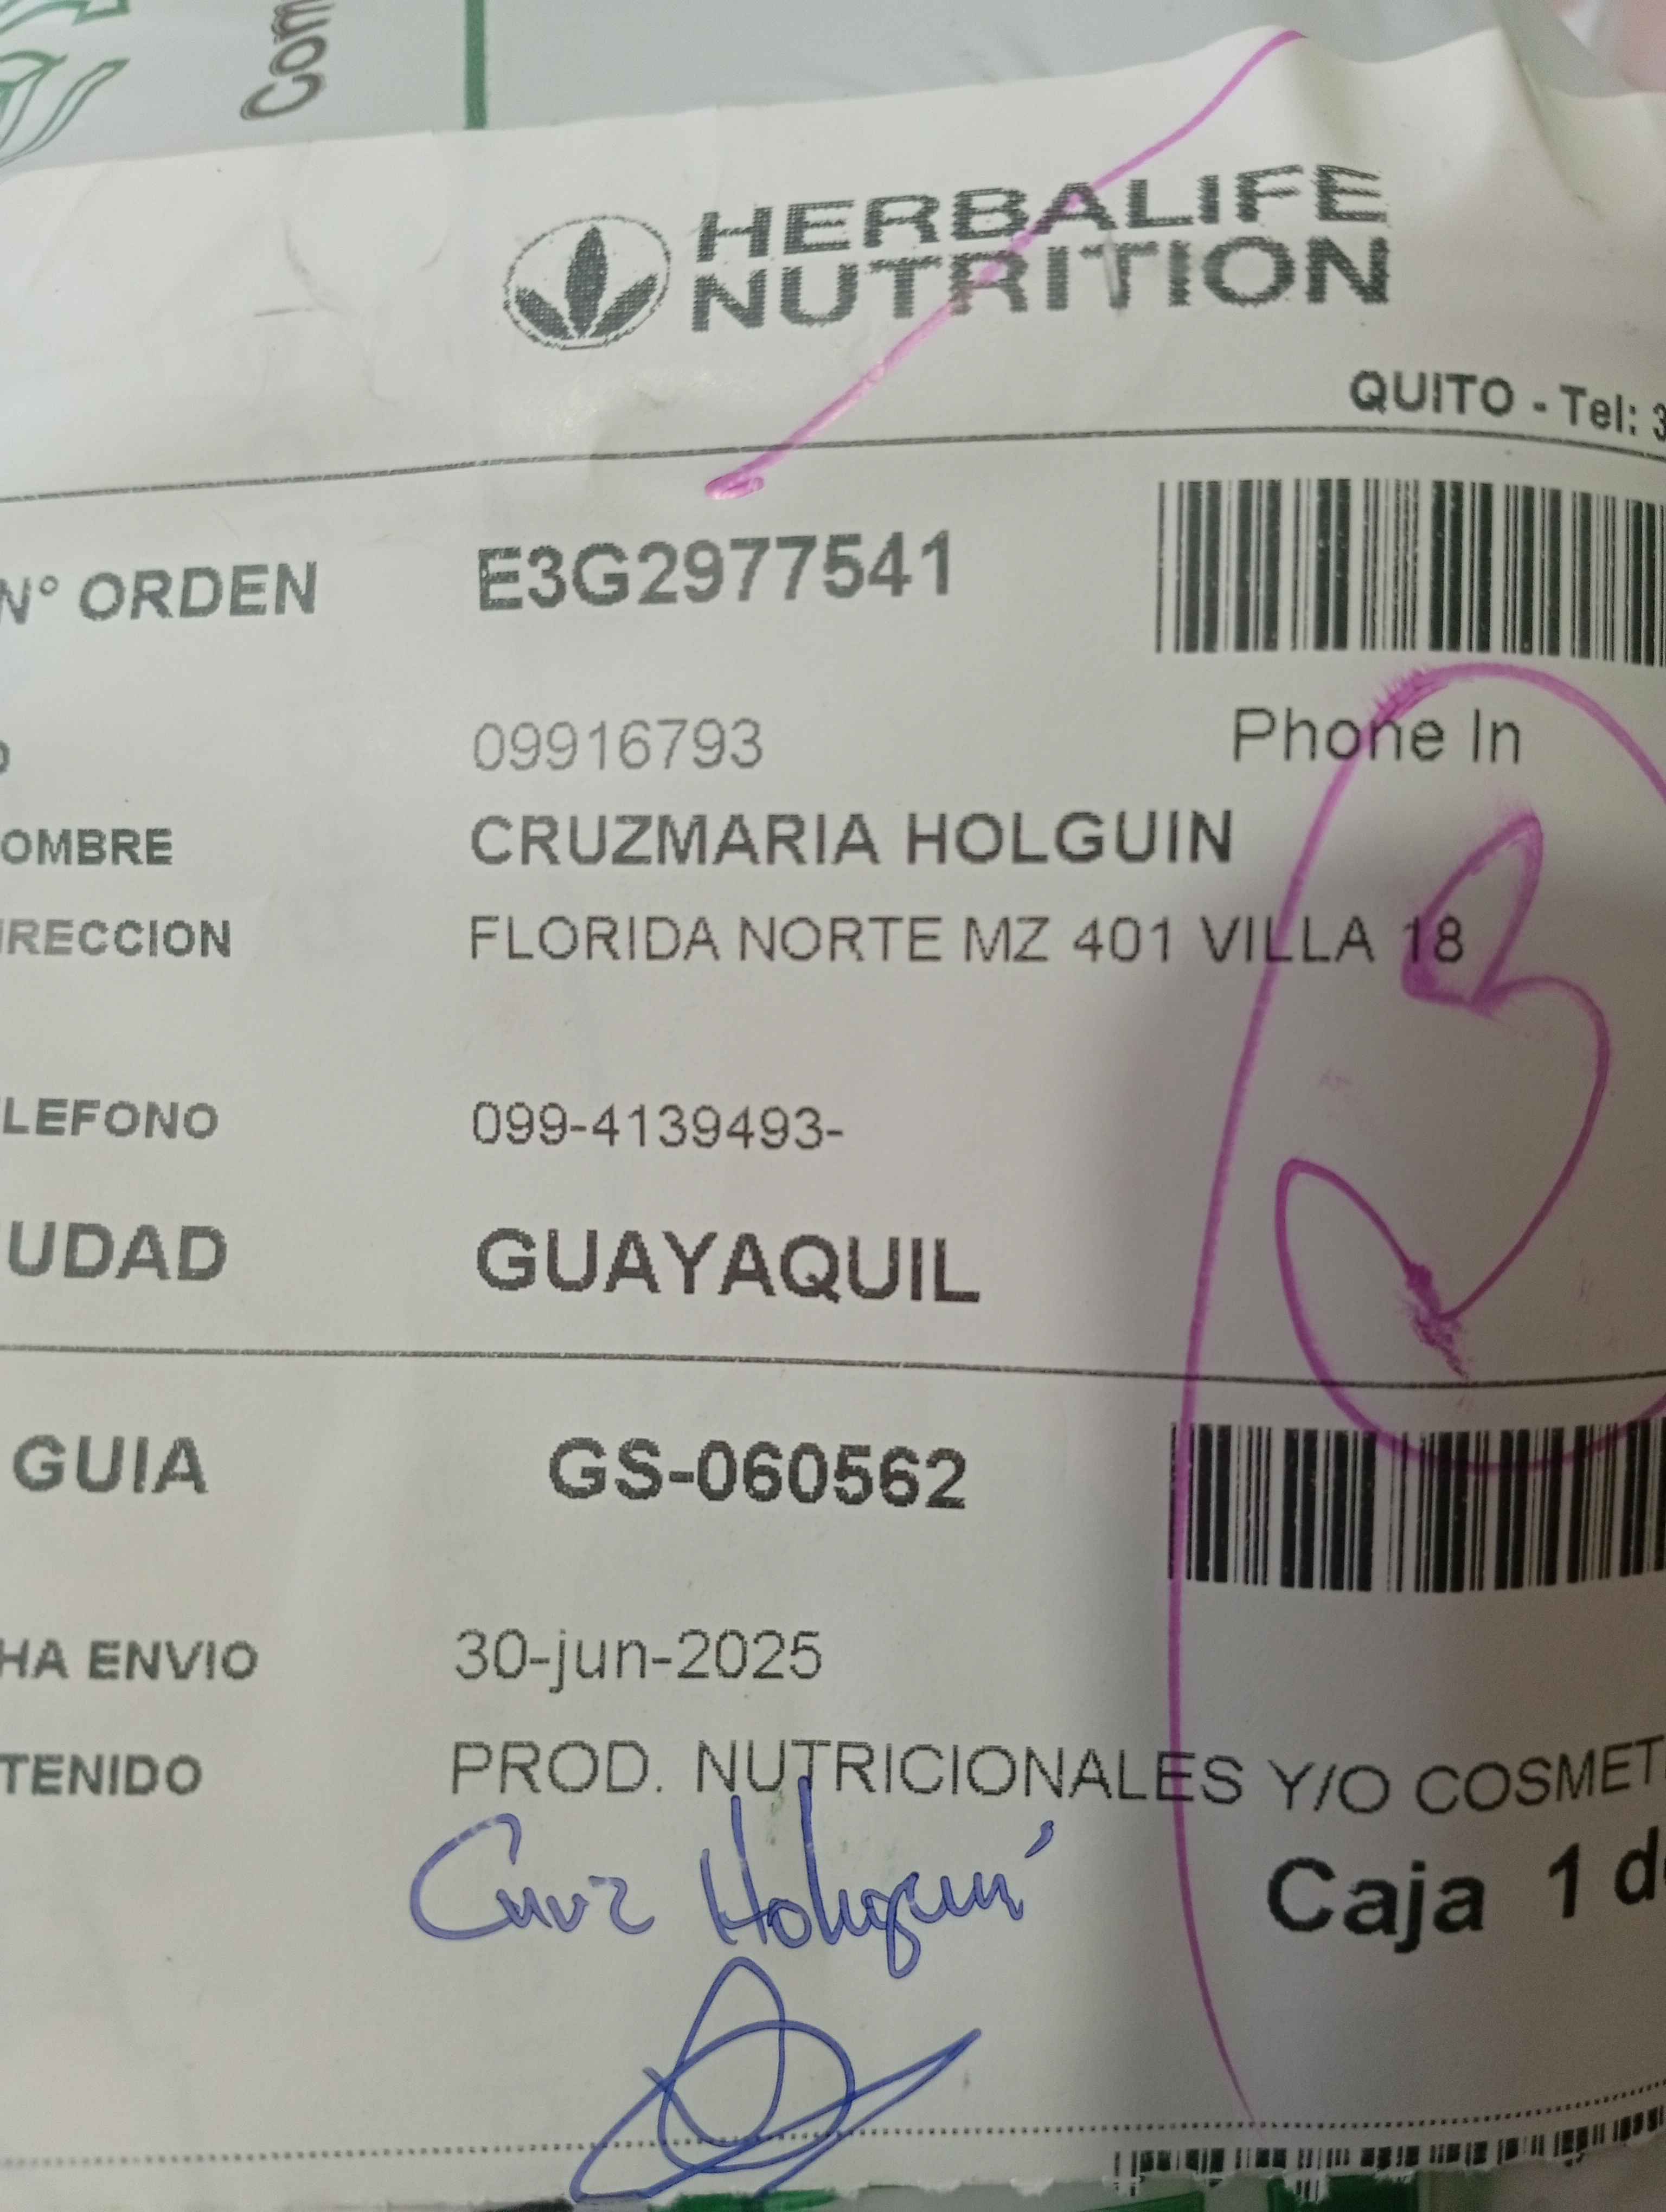 Com
HERBALIFE
NUTRITION
QUITO - Tel: 3
N° ORDEN E3G2977541
09916793 Phone In
OMBRE CRUZMARIA HOLGUIN
IRECCION FLORIDA NORTE MZ 401 VILLA 18
LEFONO 099-4139493-
UDAD GUAYAQUIL
GUIA GS-060562
HA ENVIO 30-jun-2025
TENIDO PROD. NUTRICIONALES Y/O COSMET
Cruz Holguin
Caja 1 d